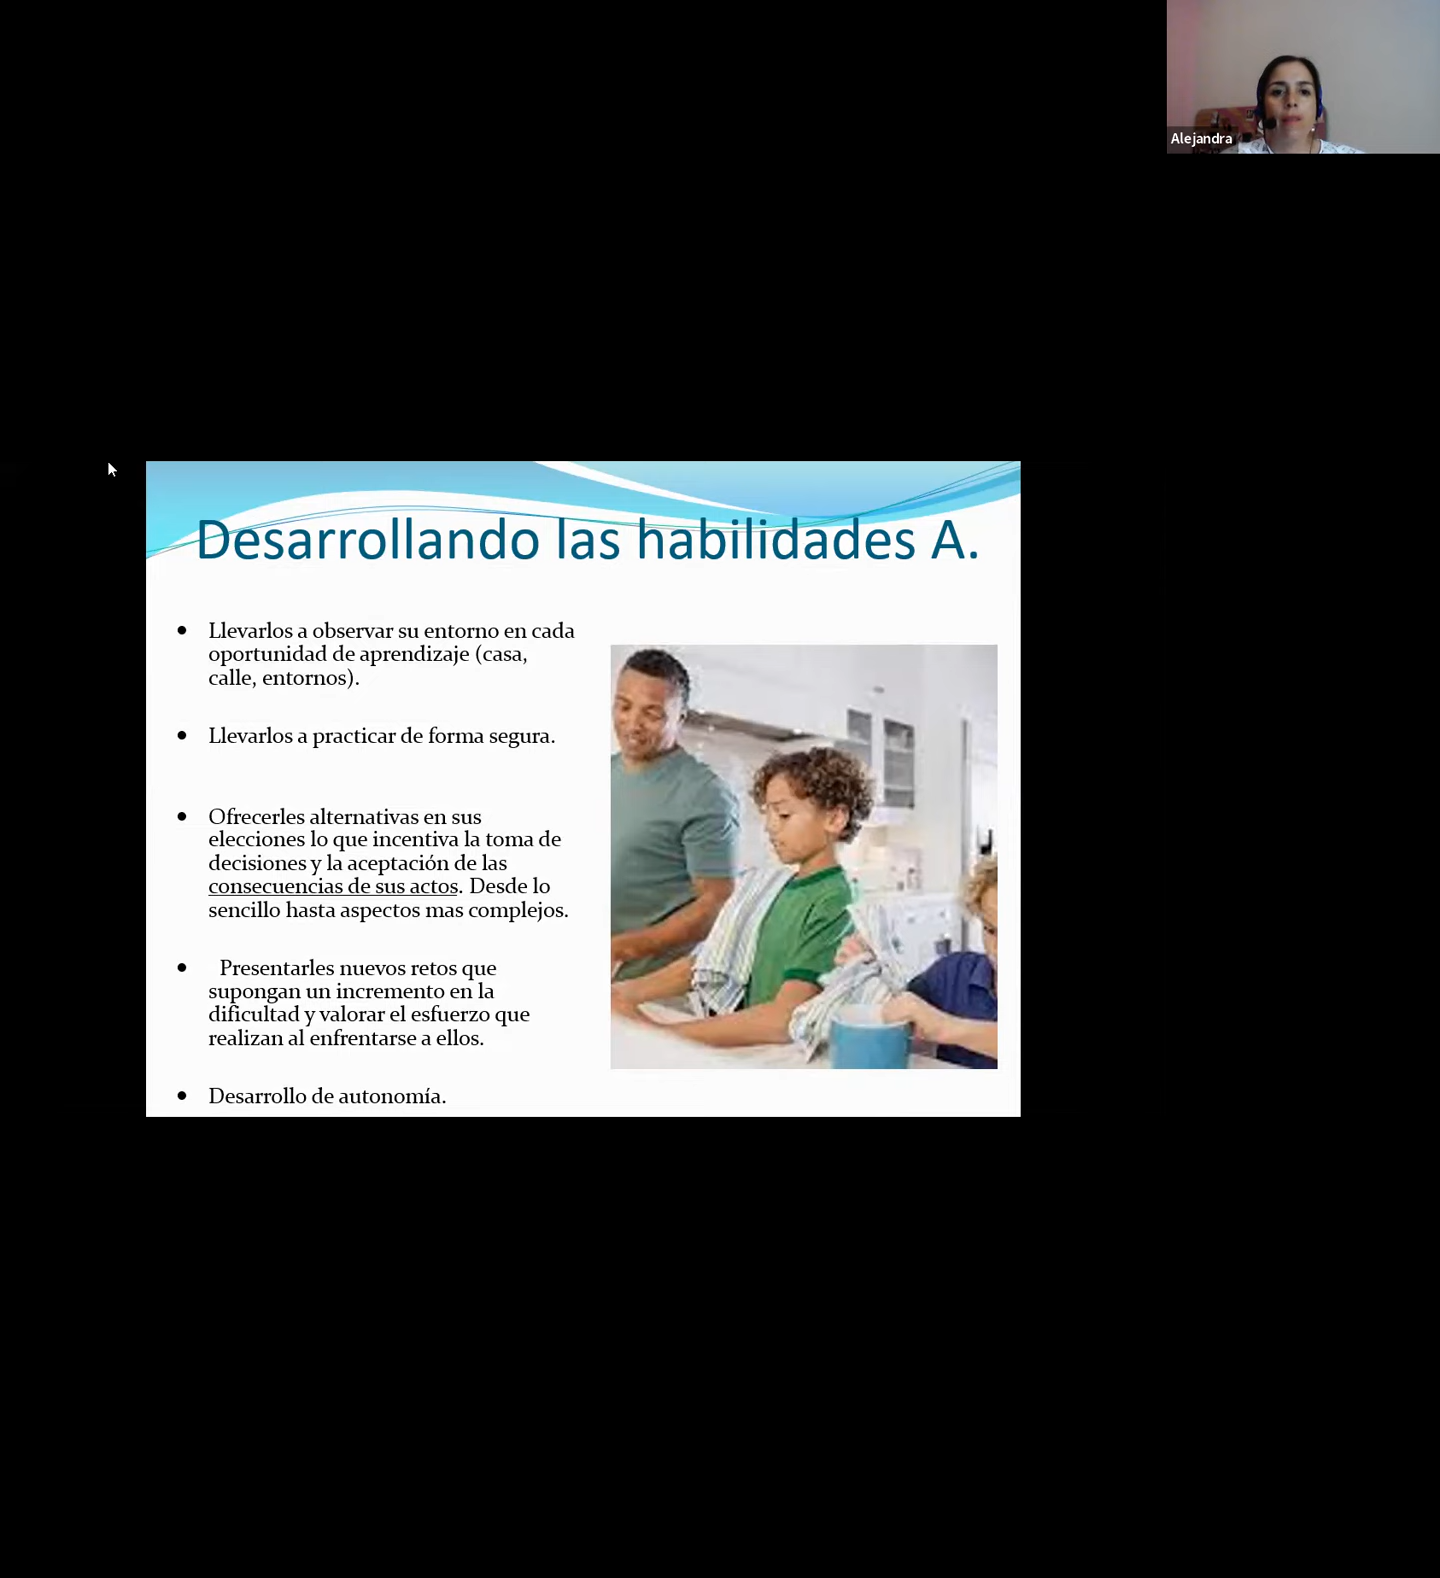 Alejandra
Desarrollando las habilidades A.
• Llevarlos a observar su entorno en cada
oportunidad de aprendizaje (casa,
calle, entornos).
• Llevarlos a practicar de forma segura.
• Ofrecerles alternativas en sus
elecciones lo que incentiva la toma de
decisiones y la aceptación de las
consecuencias de sus actos. Desde lo
sencillo hasta aspectos mas complejos.
• Presentarles nuevos retos que
supongan un incremento en la
dificultad y valorar el esfuerzo que
realizan al enfrentarse a ellos.
• Desarrollo de autonomía.